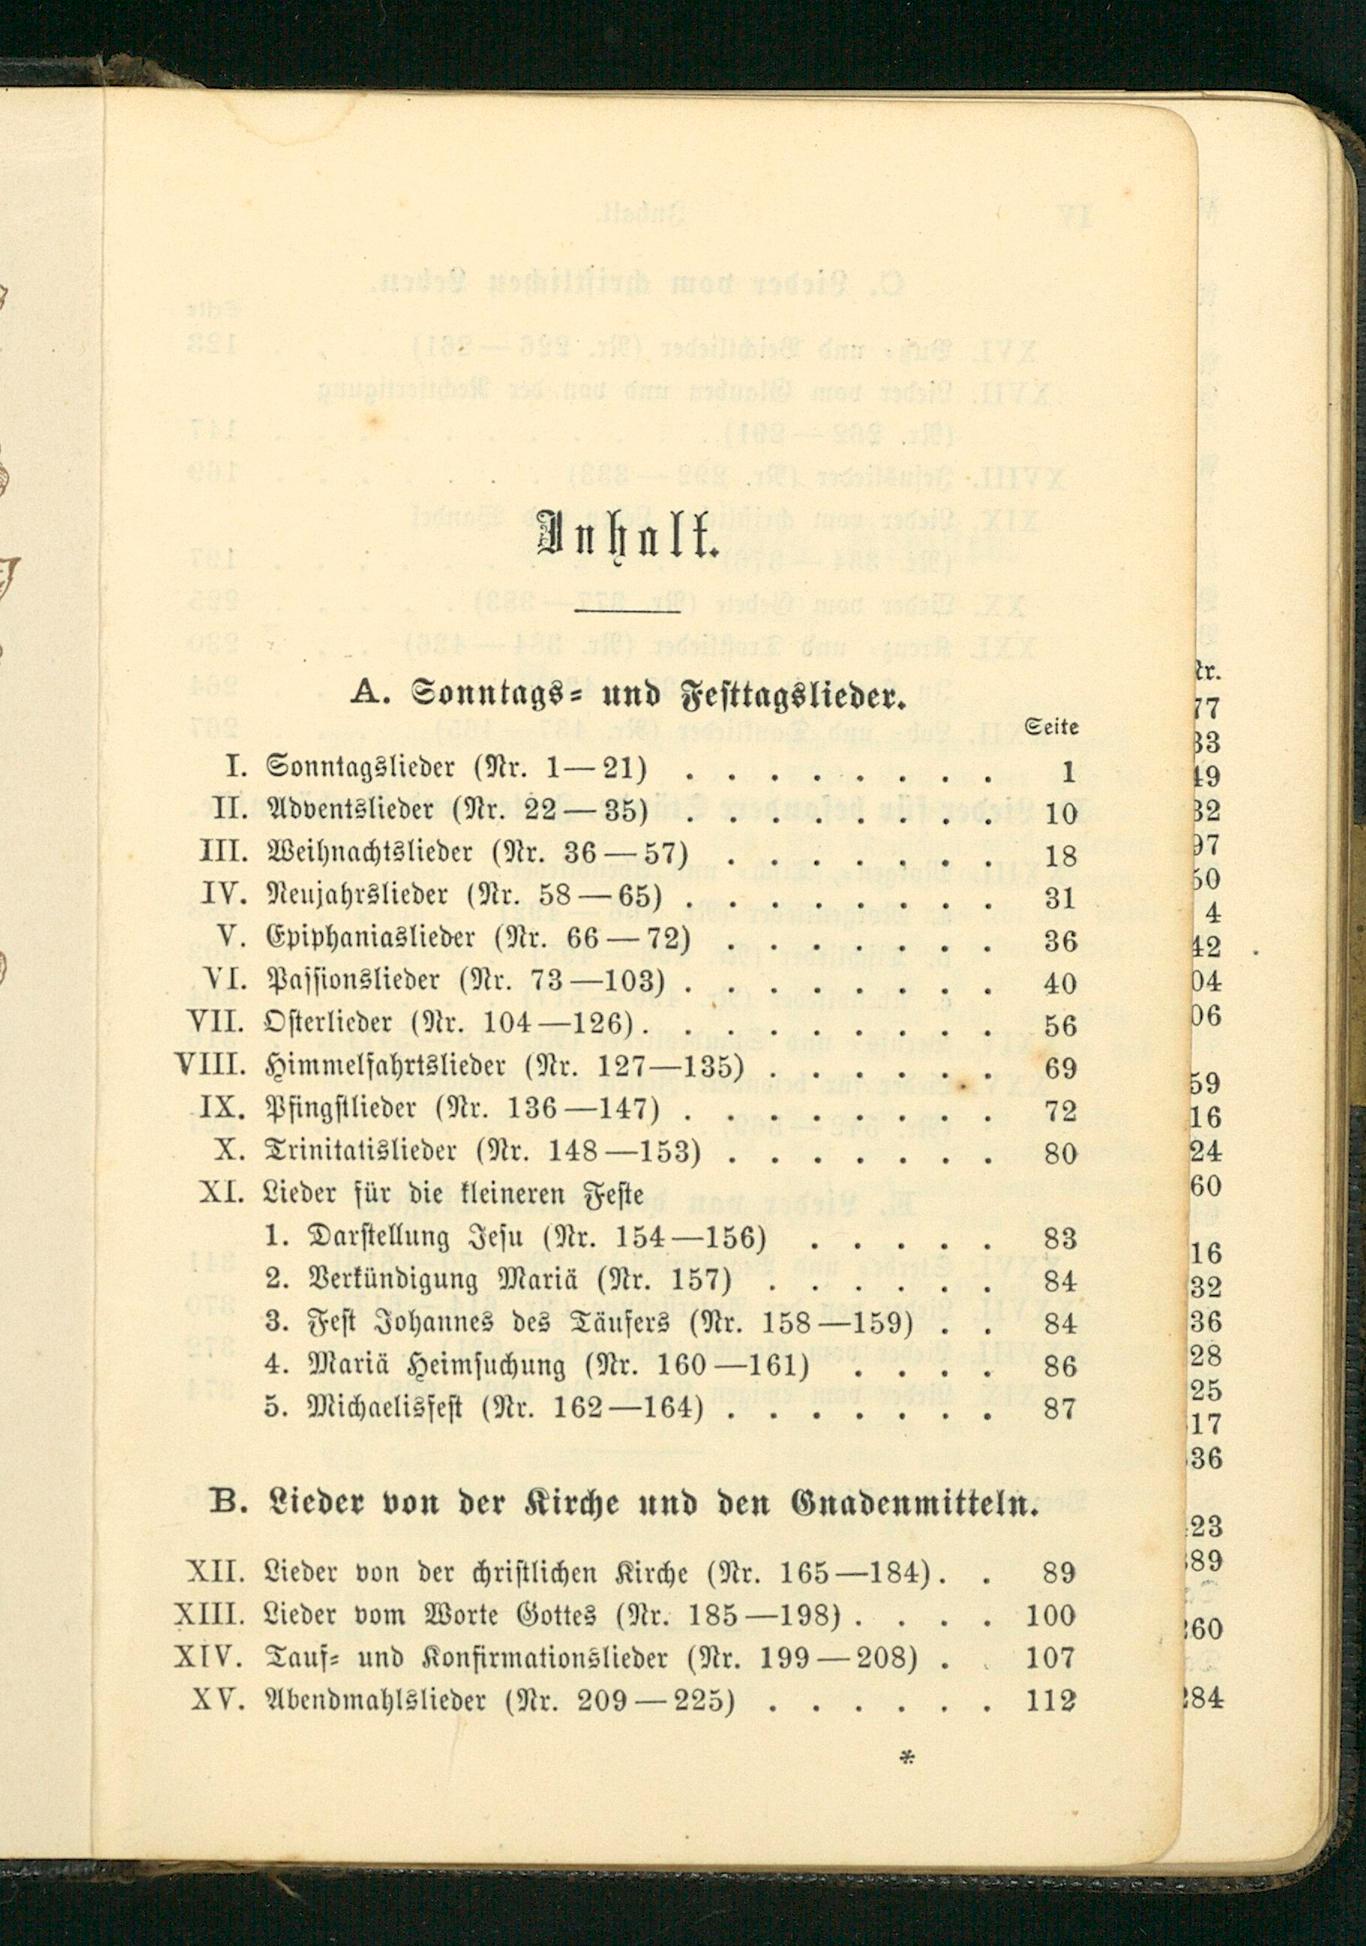 Inhalt.
A. Sonntags- und Festtagslieder.
Seite
I. Sonntagslieder (Nr. 1—21) . . . . . . . . 1
II. Adventslieder (Nr. 22—35) . . . . . . . . 10
III. Weihnachtslieder (Nr. 36—57) . . . . . . . 18
IV. Neujahrslieder (Nr. 58—65) . . . . . . . . 31
V. Epiphaniaslieder (Nr. 66—72) . . . . . . . 36
VI. Passionslieder (Nr. 73—103) . . . . . . . . 40
VII. Osterlieder (Nr. 104—126) . . . . . . . . . 56
VIII. Himmelfahrtslieder (Nr. 127—135) . . . . . . 69
IX. Pfingstlieder (Nr. 136—147) . . . . . . . . 72
X. Trinitatislieder (Nr. 148—153) . . . . . . . 80
XI. Lieder für die kleineren Feste
1. Darstellung Jesu (Nr. 154—156) . . . . . 83
2. Verkündigung Mariä (Nr. 157) . . . . . . 84
3. Fest Johannes des Täufers (Nr. 158—159) . . 84
4. Mariä Heimsuchung (Nr. 160—161) . . . . 86
5. Michaelisfest (Nr. 162—164) . . . . . . . 87
B. Lieder von der Kirche und den Gnadenmitteln.
XII. Lieder von der christlichen Kirche (Nr. 165—184) . . 89
XIII. Lieder vom Worte Gottes (Nr. 185—198) . . . . 100
XIV. Tauf- und Konfirmationslieder (Nr. 199—208) . . 107
XV. Abendmahlslieder (Nr. 209—225) . . . . . . 112
*